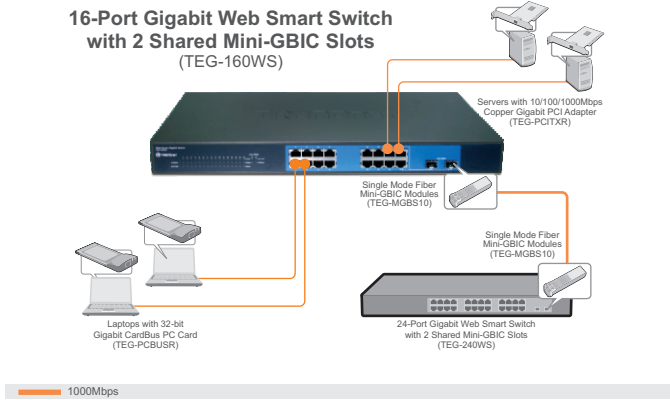 16-Port Gigabit Web Smart Switch
with 2 Shared Mini-GBIC Slots
(TEG-160WS)
Servers with 10/100/1000Mbps
Copper Gigabit PCI Adapter
(TEG-PCITXR)
Single Mode Fiber
Mini-GBIC Modules
(TEG-MGBS10)
Single Mode Fiber
Mini-GBIC Modules
(TEG-MGBS10)
Laptops with 32-bit
Gigabit CardBus PC Card
(TEG-PCBUSR)
24-Port Gigabit Web Smart Switch
with 2 Shared Mini-GBIC Slots
(TEG-240WS)
1000Mbps